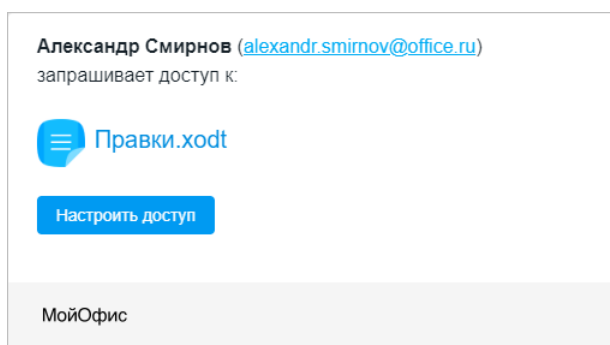 Александр Смирнов (alexandr.smirnov@office.ru)
запрашивает доступ к:
Правки.xodt
Настроить доступ
МойОфис